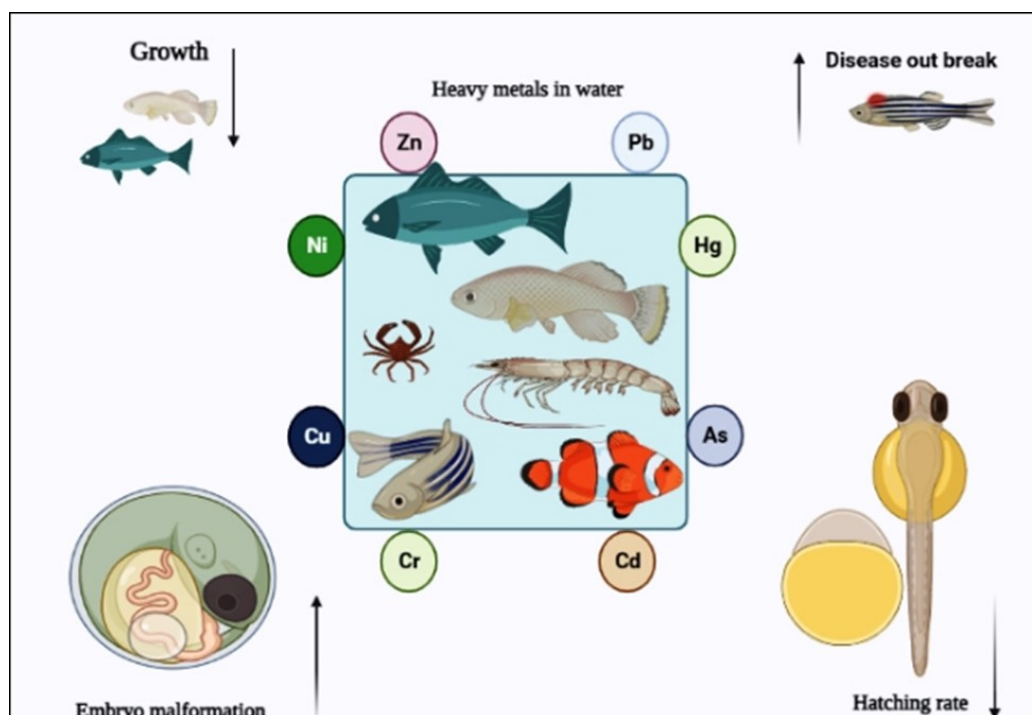 Growth
Disease out break
Heavy metals in water
Zn
Pb
Ni
Hg
Cu
As
Cr
Cd
Embryo malformation
Hatching rate